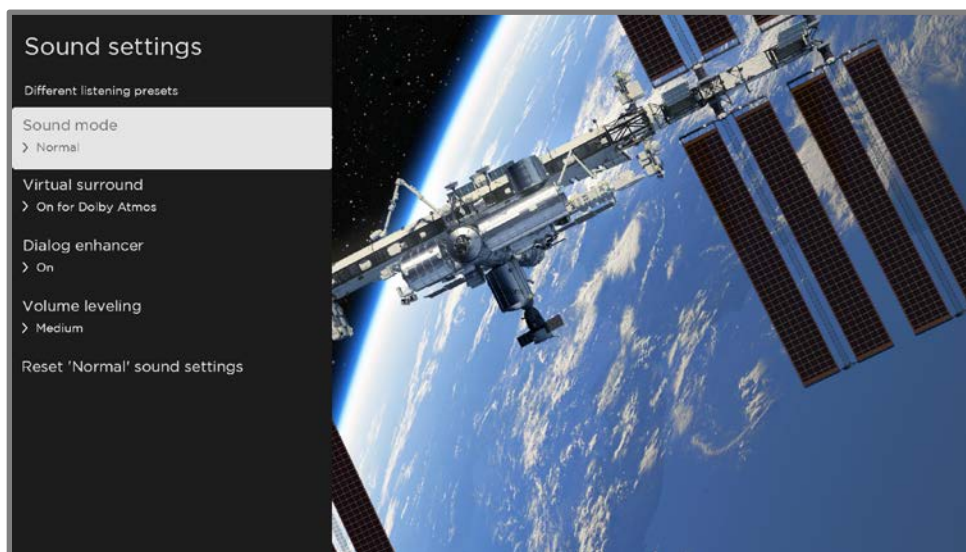 Sound settings
Different listening presets
Sound mode
> Normal
Virtual surround
> On for Dolby Atmos
Dialog enhancer
> On
Volume leveling
> Medium
Reset 'Normal' sound settings